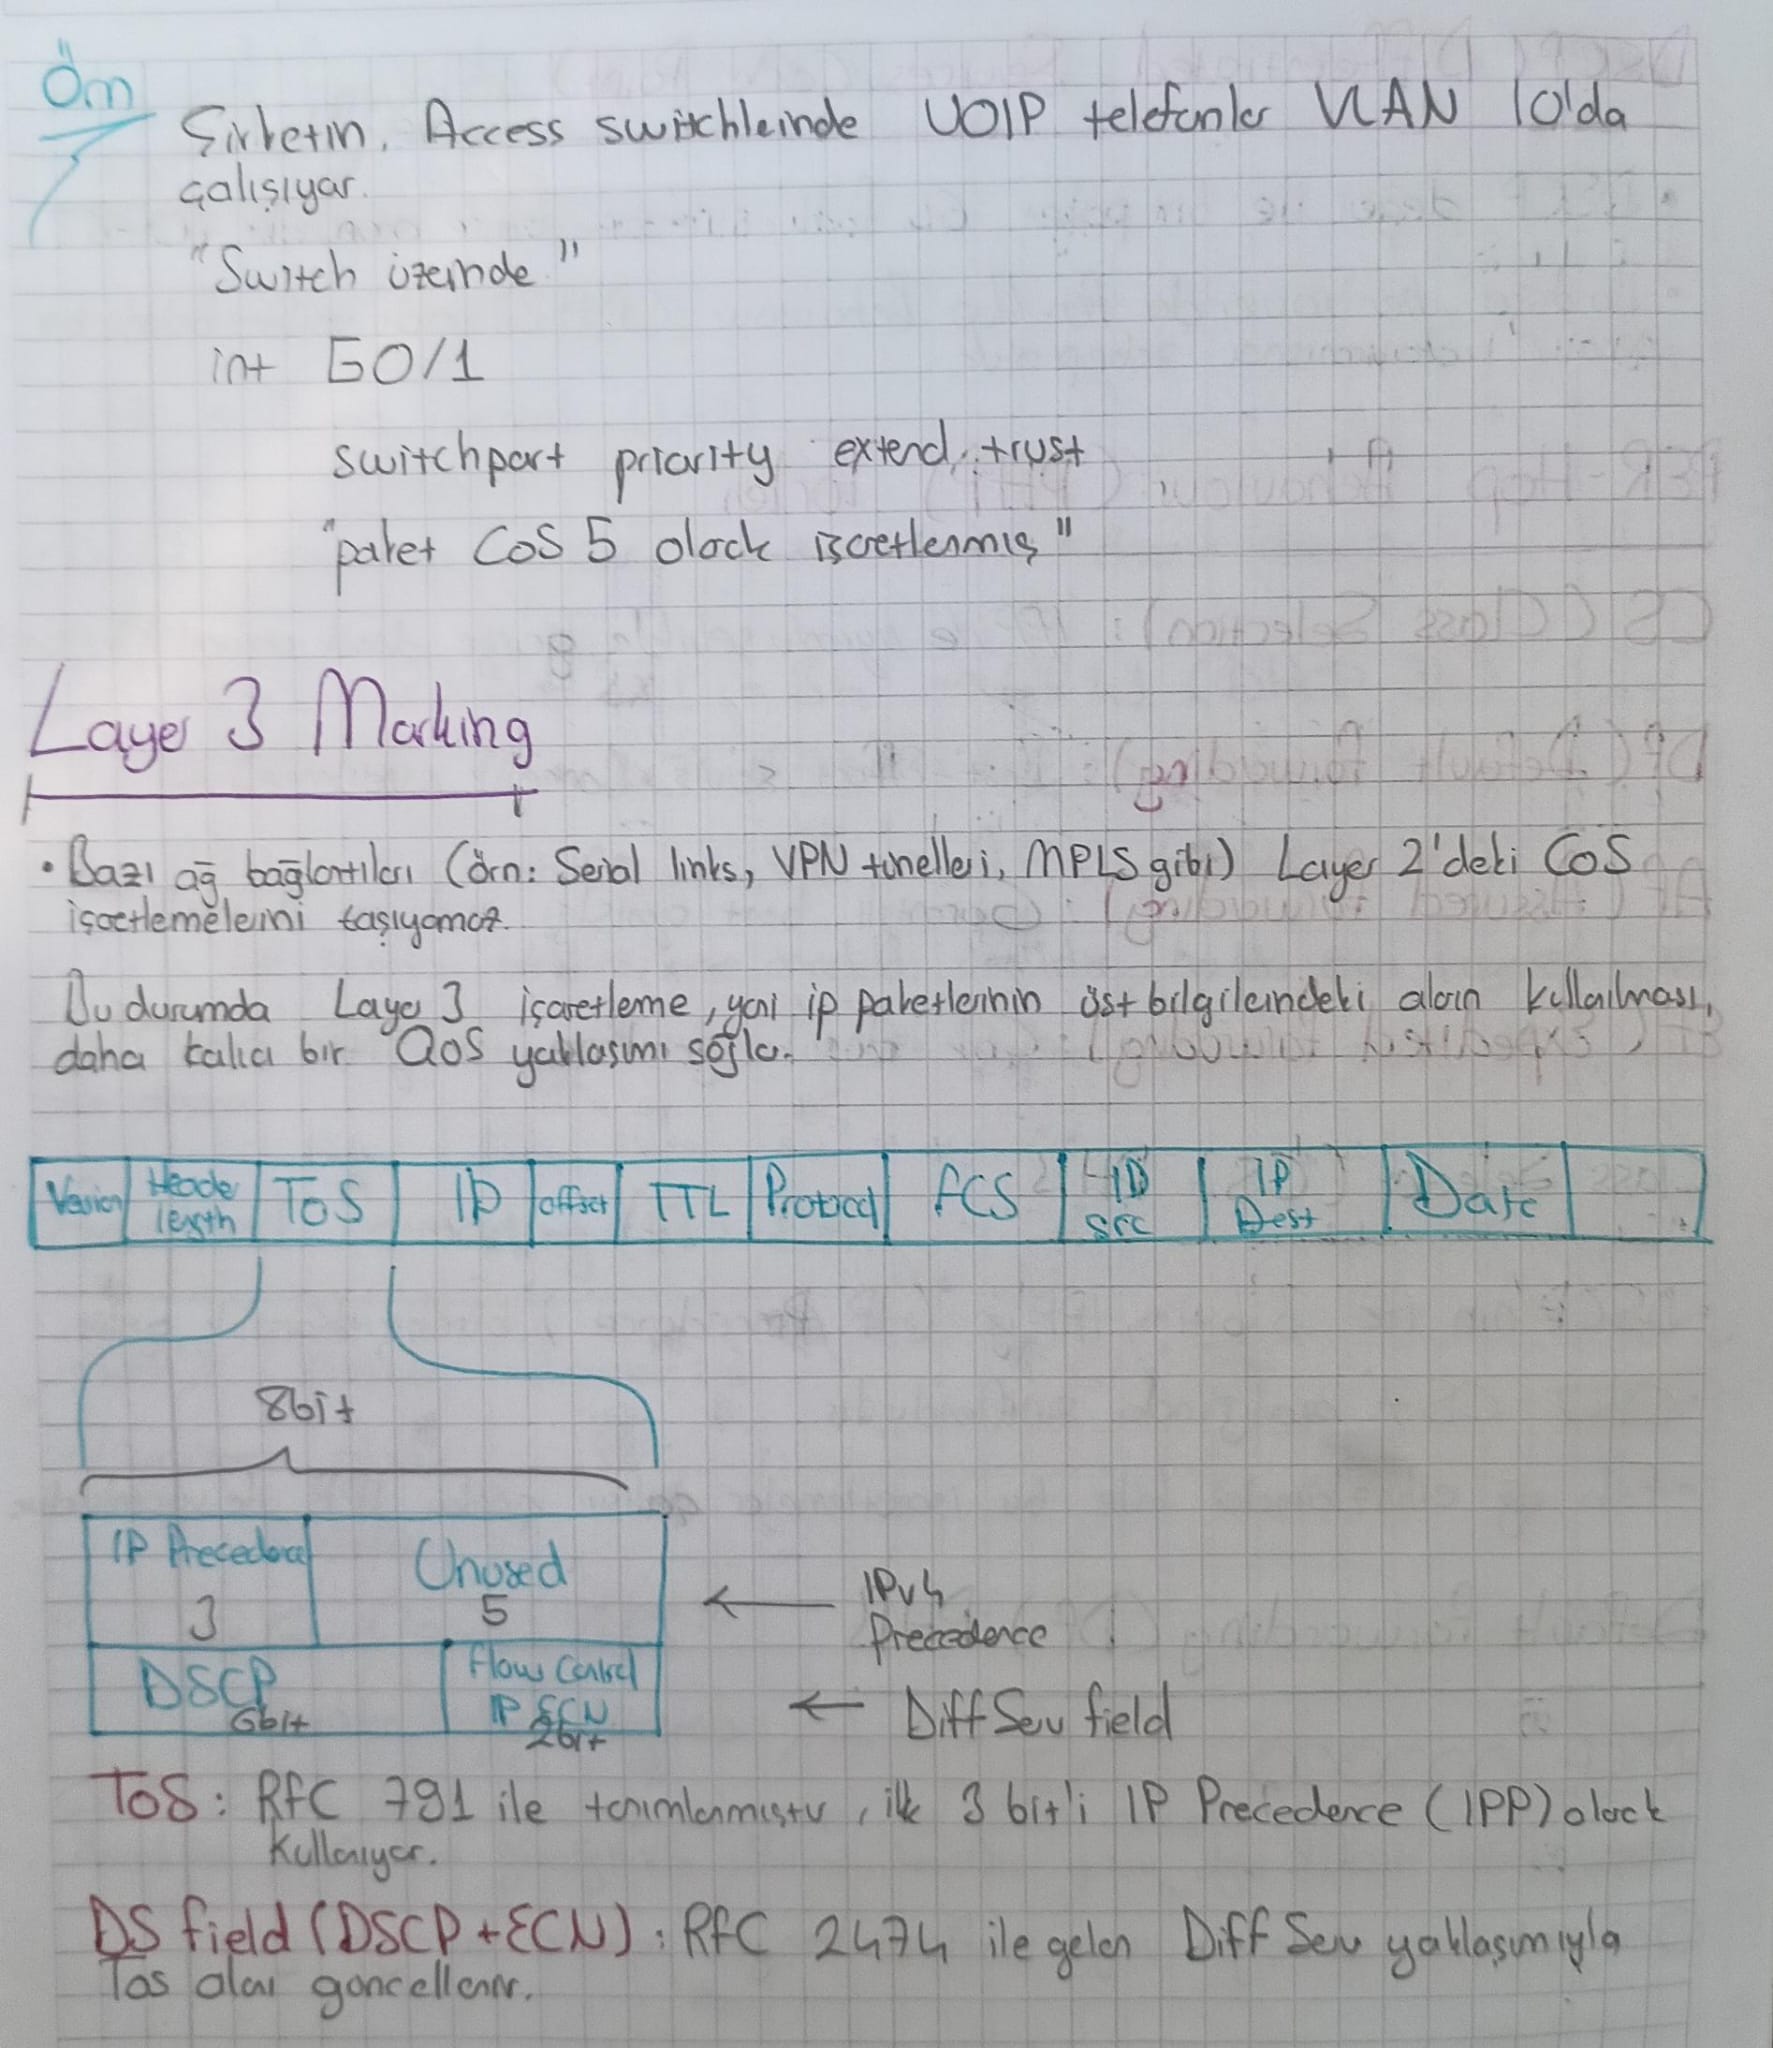 Örn
Şirketin, Access switchleinde VOIP telefonlar VLAN 10'da
çalışıyor.
"Switch üzerinde"
int G0/1
switchport priority extend trust
"paket CoS 5 olarak işaretlenmiş"
Layer 3 Marking
• Bazı ağ bağlantıları (Örn: Serial links, VPN tünelleri, MPLS gibi) Layer 2'deki CoS
işaretlemelerini taşıyamaz.
Bu durumda Layer 3 işaretleme, yani ip paketlerinin üst bilgilerindeki alanın kullanılması,
daha kalıcı bir QoS yaklaşımı sağlar.
Version Header length ToS ID offset TTL Protocol FCS IP src IP Dest Data
8bit
IP Precedence 3 Unused 5 ← IPv4 Precedence
DSCP 6bit Flow Control IP ECN 2bit ← DiffServ field
ToS: RFC 791 ile tanımlanmıştır, ilk 3 bit'i IP Precedence (IPP) olarak
kullanıyor.
DS field (DSCP + ECN): RFC 2474 ile gelen DiffServ yaklaşımıyla
Tos alanı güncellenir.